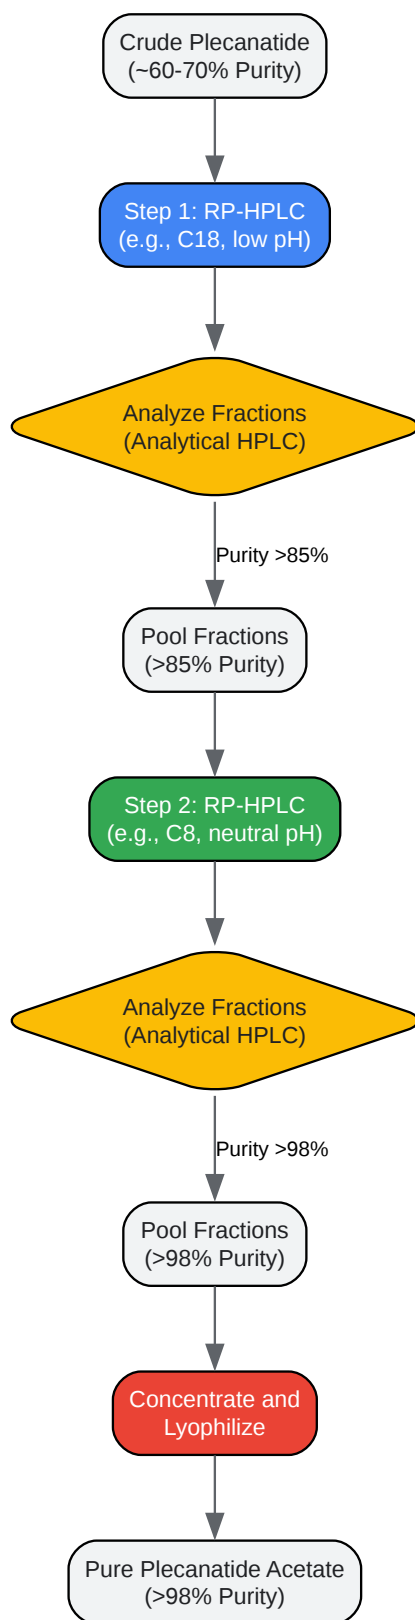 Crude Plecanatide
(~60-70% Purity)
Step 1: RP-HPLC
(e.g., C18, low pH)
Analyze Fractions
(Analytical HPLC)
Purity >85%
Pool Fractions
(>85% Purity)
Step 2: RP-HPLC
(e.g., C8, neutral pH)
Analyze Fractions
(Analytical HPLC)
Purity >98%
Pool Fractions
(>98% Purity)
Concentrate and
Lyophilize
Pure Plecanatide Acetate
(>98% Purity)